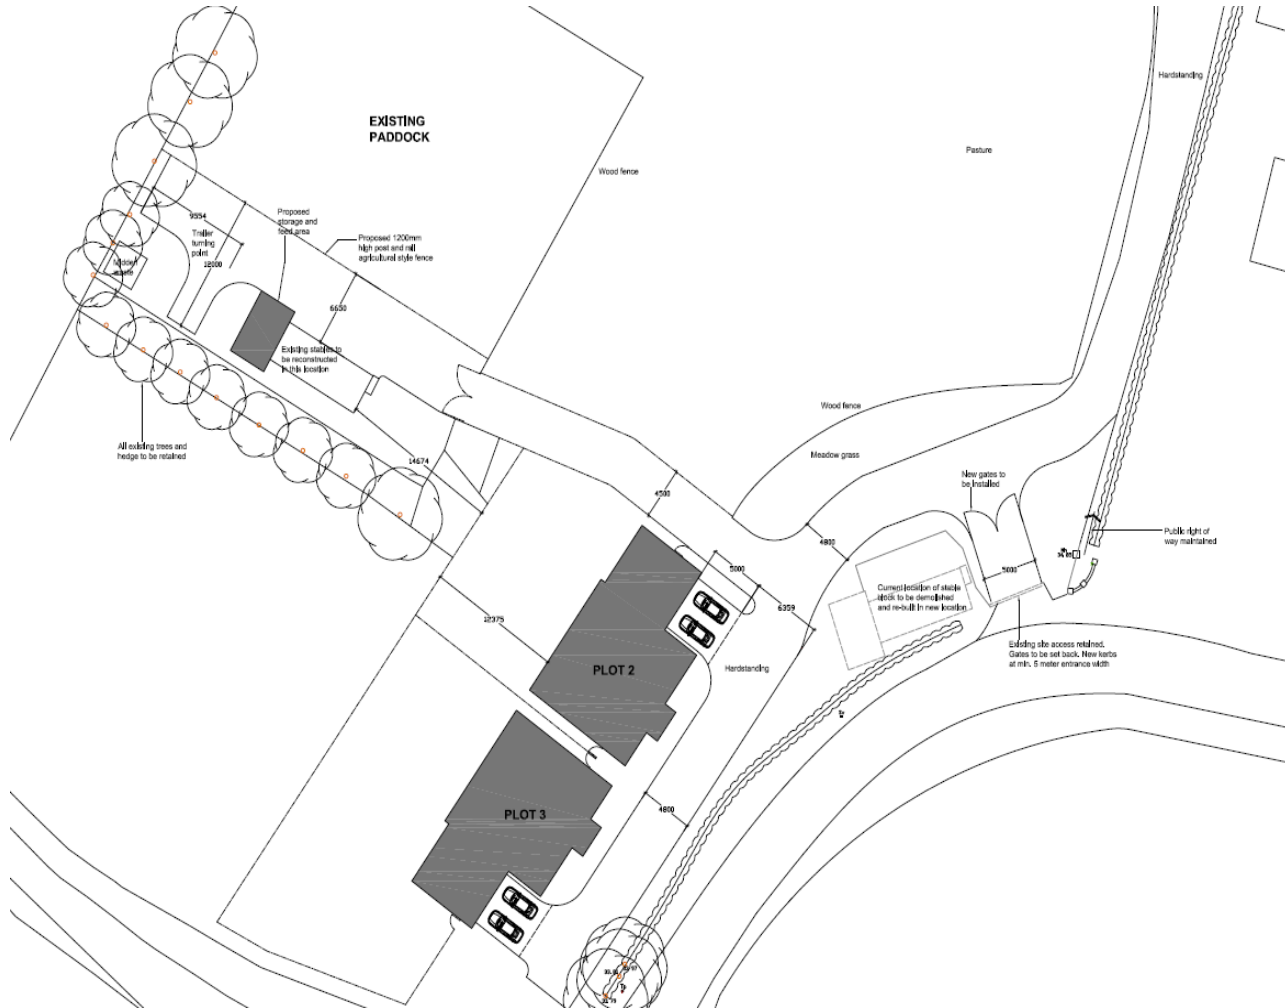 EXISTING
PADDOCK
Hardstanding
Pasture
Wood fence
Proposed
storage and
feed area
9554
Trailer
turning
point
12000
Proposed 1200mm
high post and rail
agricultural style fence
Midden
waste
6650
Existing stables to
be reconstructed
in this location
Wood fence
All existing trees and
hedge to be retained
Meadow grass
14674
New gates to
be installed
4500
4800
Public right of
way maintained
5000
5000
Current location of stable
block to be demolished
and re-built in new location
6359
12375
Existing site access retained.
Gates to be set back. New kerbs
at min. 5 meter entrance width
PLOT 2
Hardstanding
PLOT 3
4800